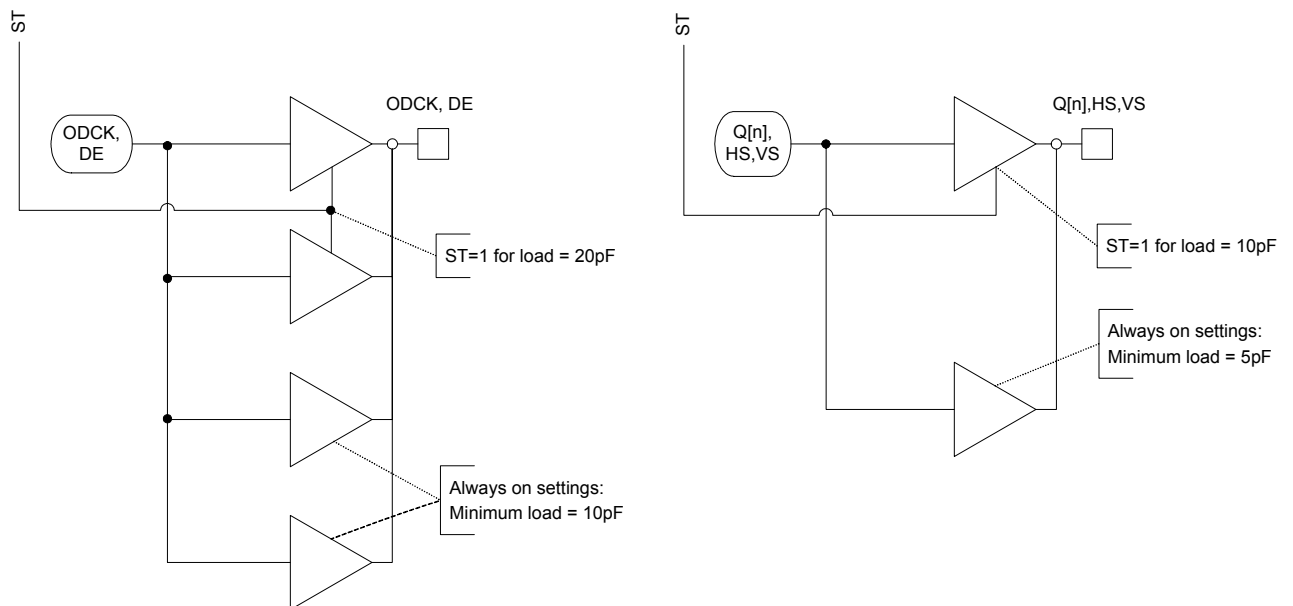 ST
ODCK,
DE
ODCK, DE
ST=1 for load = 20pF
Always on settings:
Minimum load = 10pF
ST
Q[n],
HS,VS
Q[n],HS,VS
ST=1 for load = 10pF
Always on settings:
Minimum load = 5pF